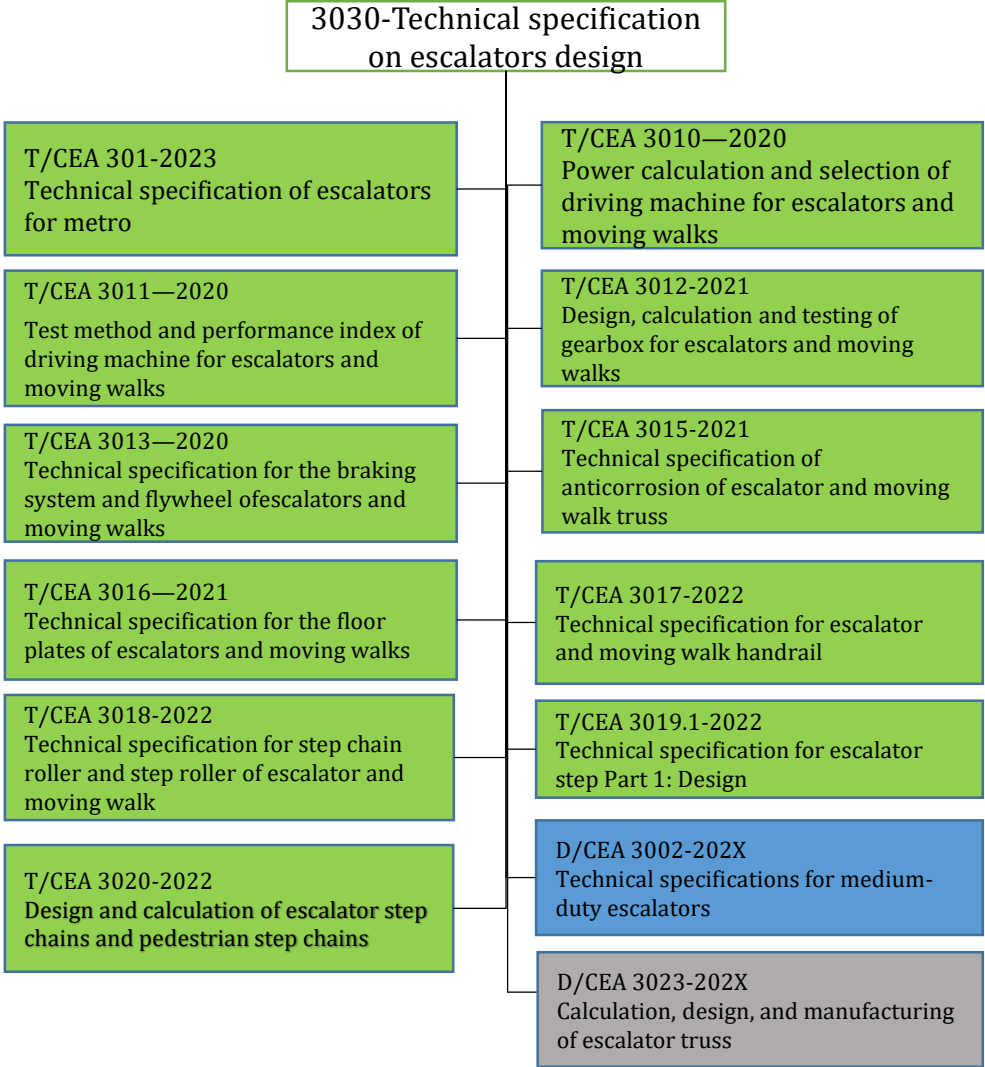 3030-Technical specification
on escalators design
T/CEA 301-2023
Technical specification of escalators
for metro
T/CEA 3010—2020
Power calculation and selection of
driving machine for escalators and
moving walks
T/CEA 3011—2020
Test method and performance index of
driving machine for escalators and
moving walks
T/CEA 3012-2021
Design, calculation and testing of
gearbox for escalators and moving
walks
T/CEA 3013—2020
Technical specification for the braking
system and flywheel ofescalators and
moving walks
T/CEA 3015-2021
Technical specification of
anticorrosion of escalator and moving
walk truss
T/CEA 3016—2021
Technical specification for the floor
plates of escalators and moving walks
T/CEA 3017-2022
Technical specification for escalator
and moving walk handrail
T/CEA 3018-2022
Technical specification for step chain
roller and step roller of escalator and
moving walk
T/CEA 3019.1-2022
Technical specification for escalator
step Part 1: Design
T/CEA 3020-2022
Design and calculation of escalator step
chains and pedestrian step chains
D/CEA 3002-202X
Technical specifications for medium-
duty escalators
D/CEA 3023-202X
Calculation, design, and manufacturing
of escalator truss